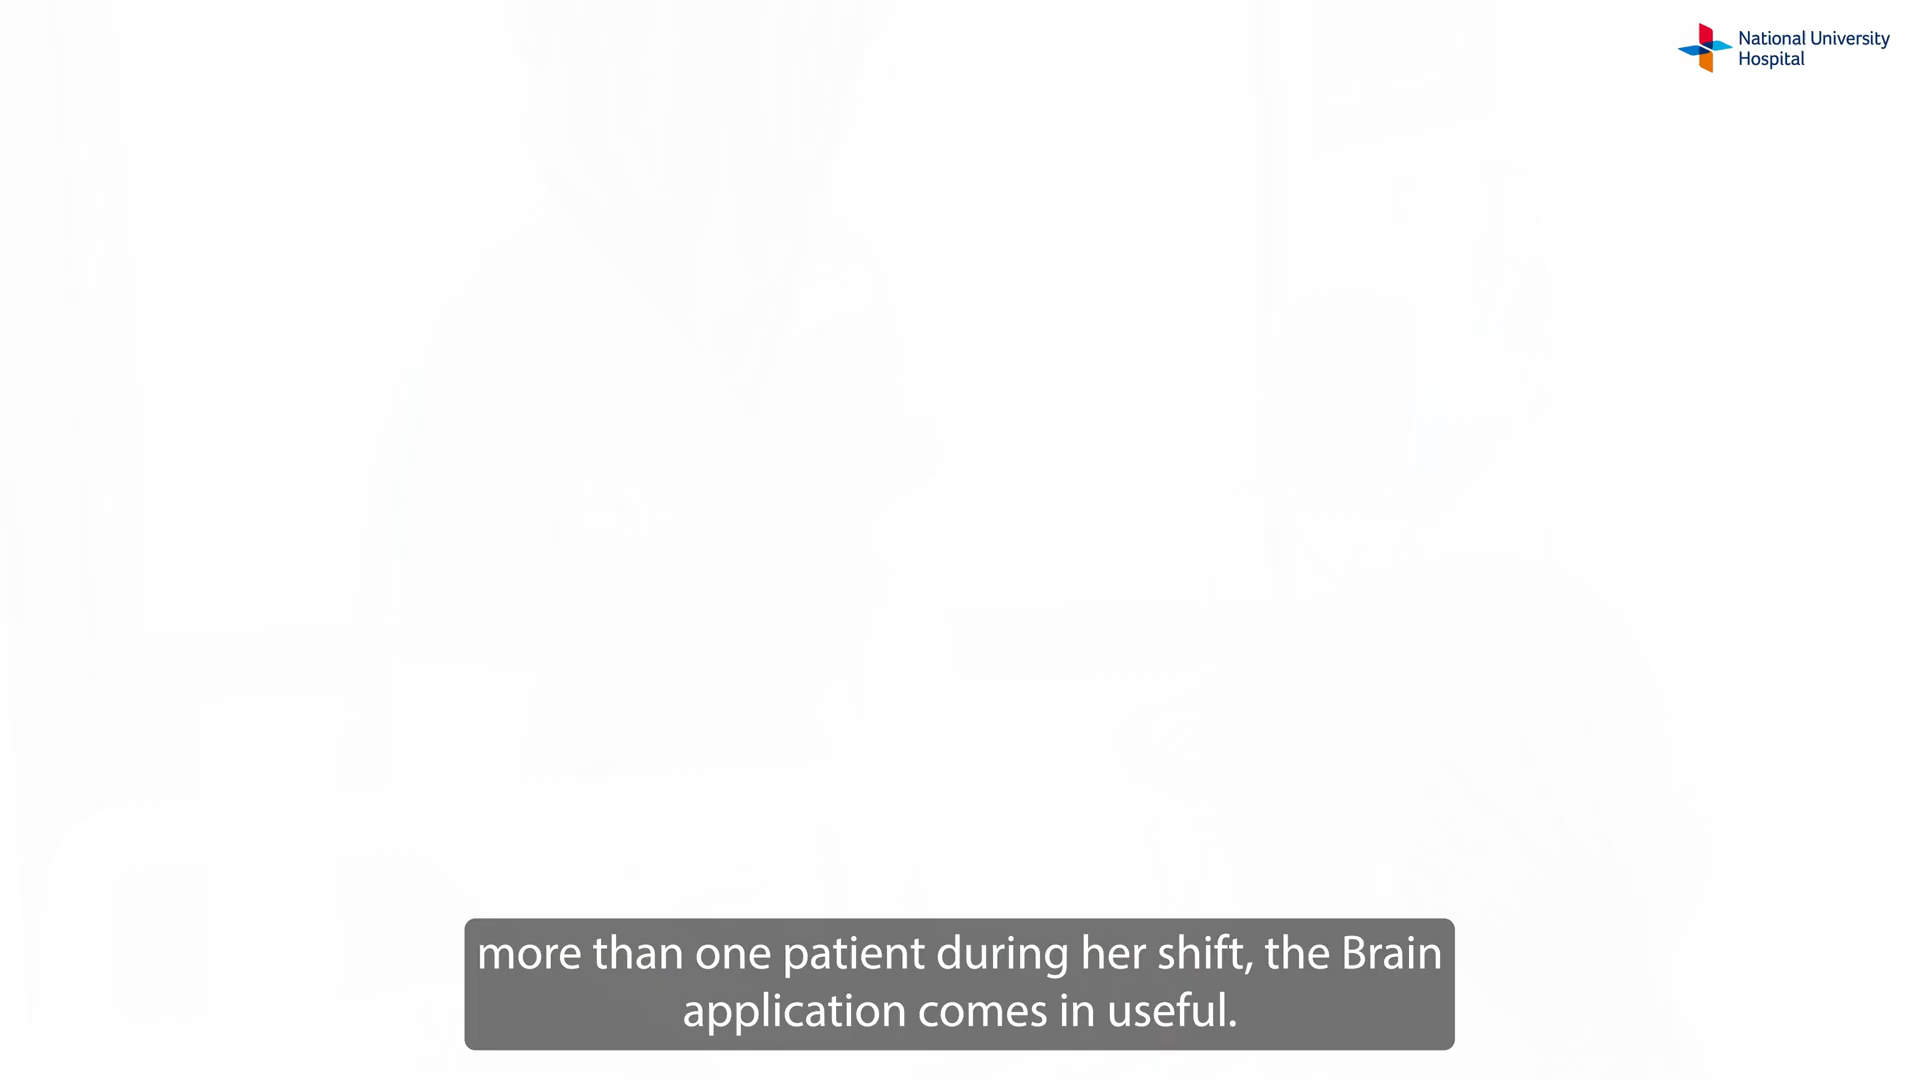 National University
Hospital
more than one patient during her shift, the Brain
application comes in useful.